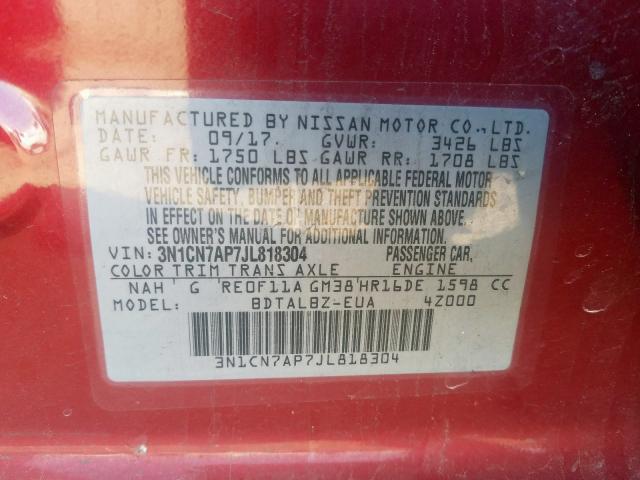 MANUFACTURED BY NISSAN MOTOR CO.,LTD.
DATE: 09/17. GVWR: 3426 LBS
GAWR FR: 1750 LBS GAWR RR: 1708 LBS
THIS VEHICLE CONFORMS TO ALL APPLICABLE FEDERAL MOTOR
VEHICLE SAFETY, BUMPER AND THEFT PREVENTION STANDARDS
IN EFFECT ON THE DATE OF MANUFACTURE SHOWN ABOVE.
SEE OWNER'S MANUAL FOR ADDITIONAL INFORMATION
VIN: 3N1CN7AP7JL818304 PASSENGER CAR,
COLOR TRIM TRANS AXLE ENGINE
NAH ' G 'RE0F11A GM38'HR16DE 1598 CC
MODEL: BDTALBZ-EUA 4Z000
3N1CN7AP7JL818304